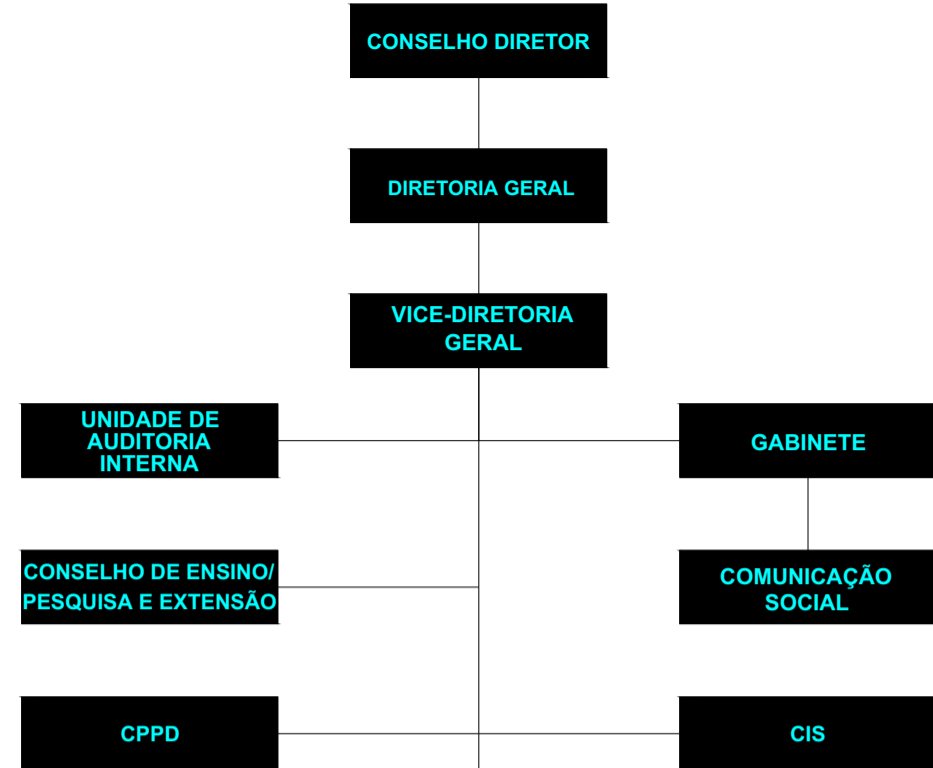 CONSELHO DIRETOR
DIRETORIA GERAL
VICE-DIRETORIA
GERAL
UNIDADE DE
AUDITORIA
INTERNA
GABINETE
CONSELHO DE ENSINO/
PESQUISA E EXTENSÃO
COMUNICAÇÃO
SOCIAL
CPPD
CIS